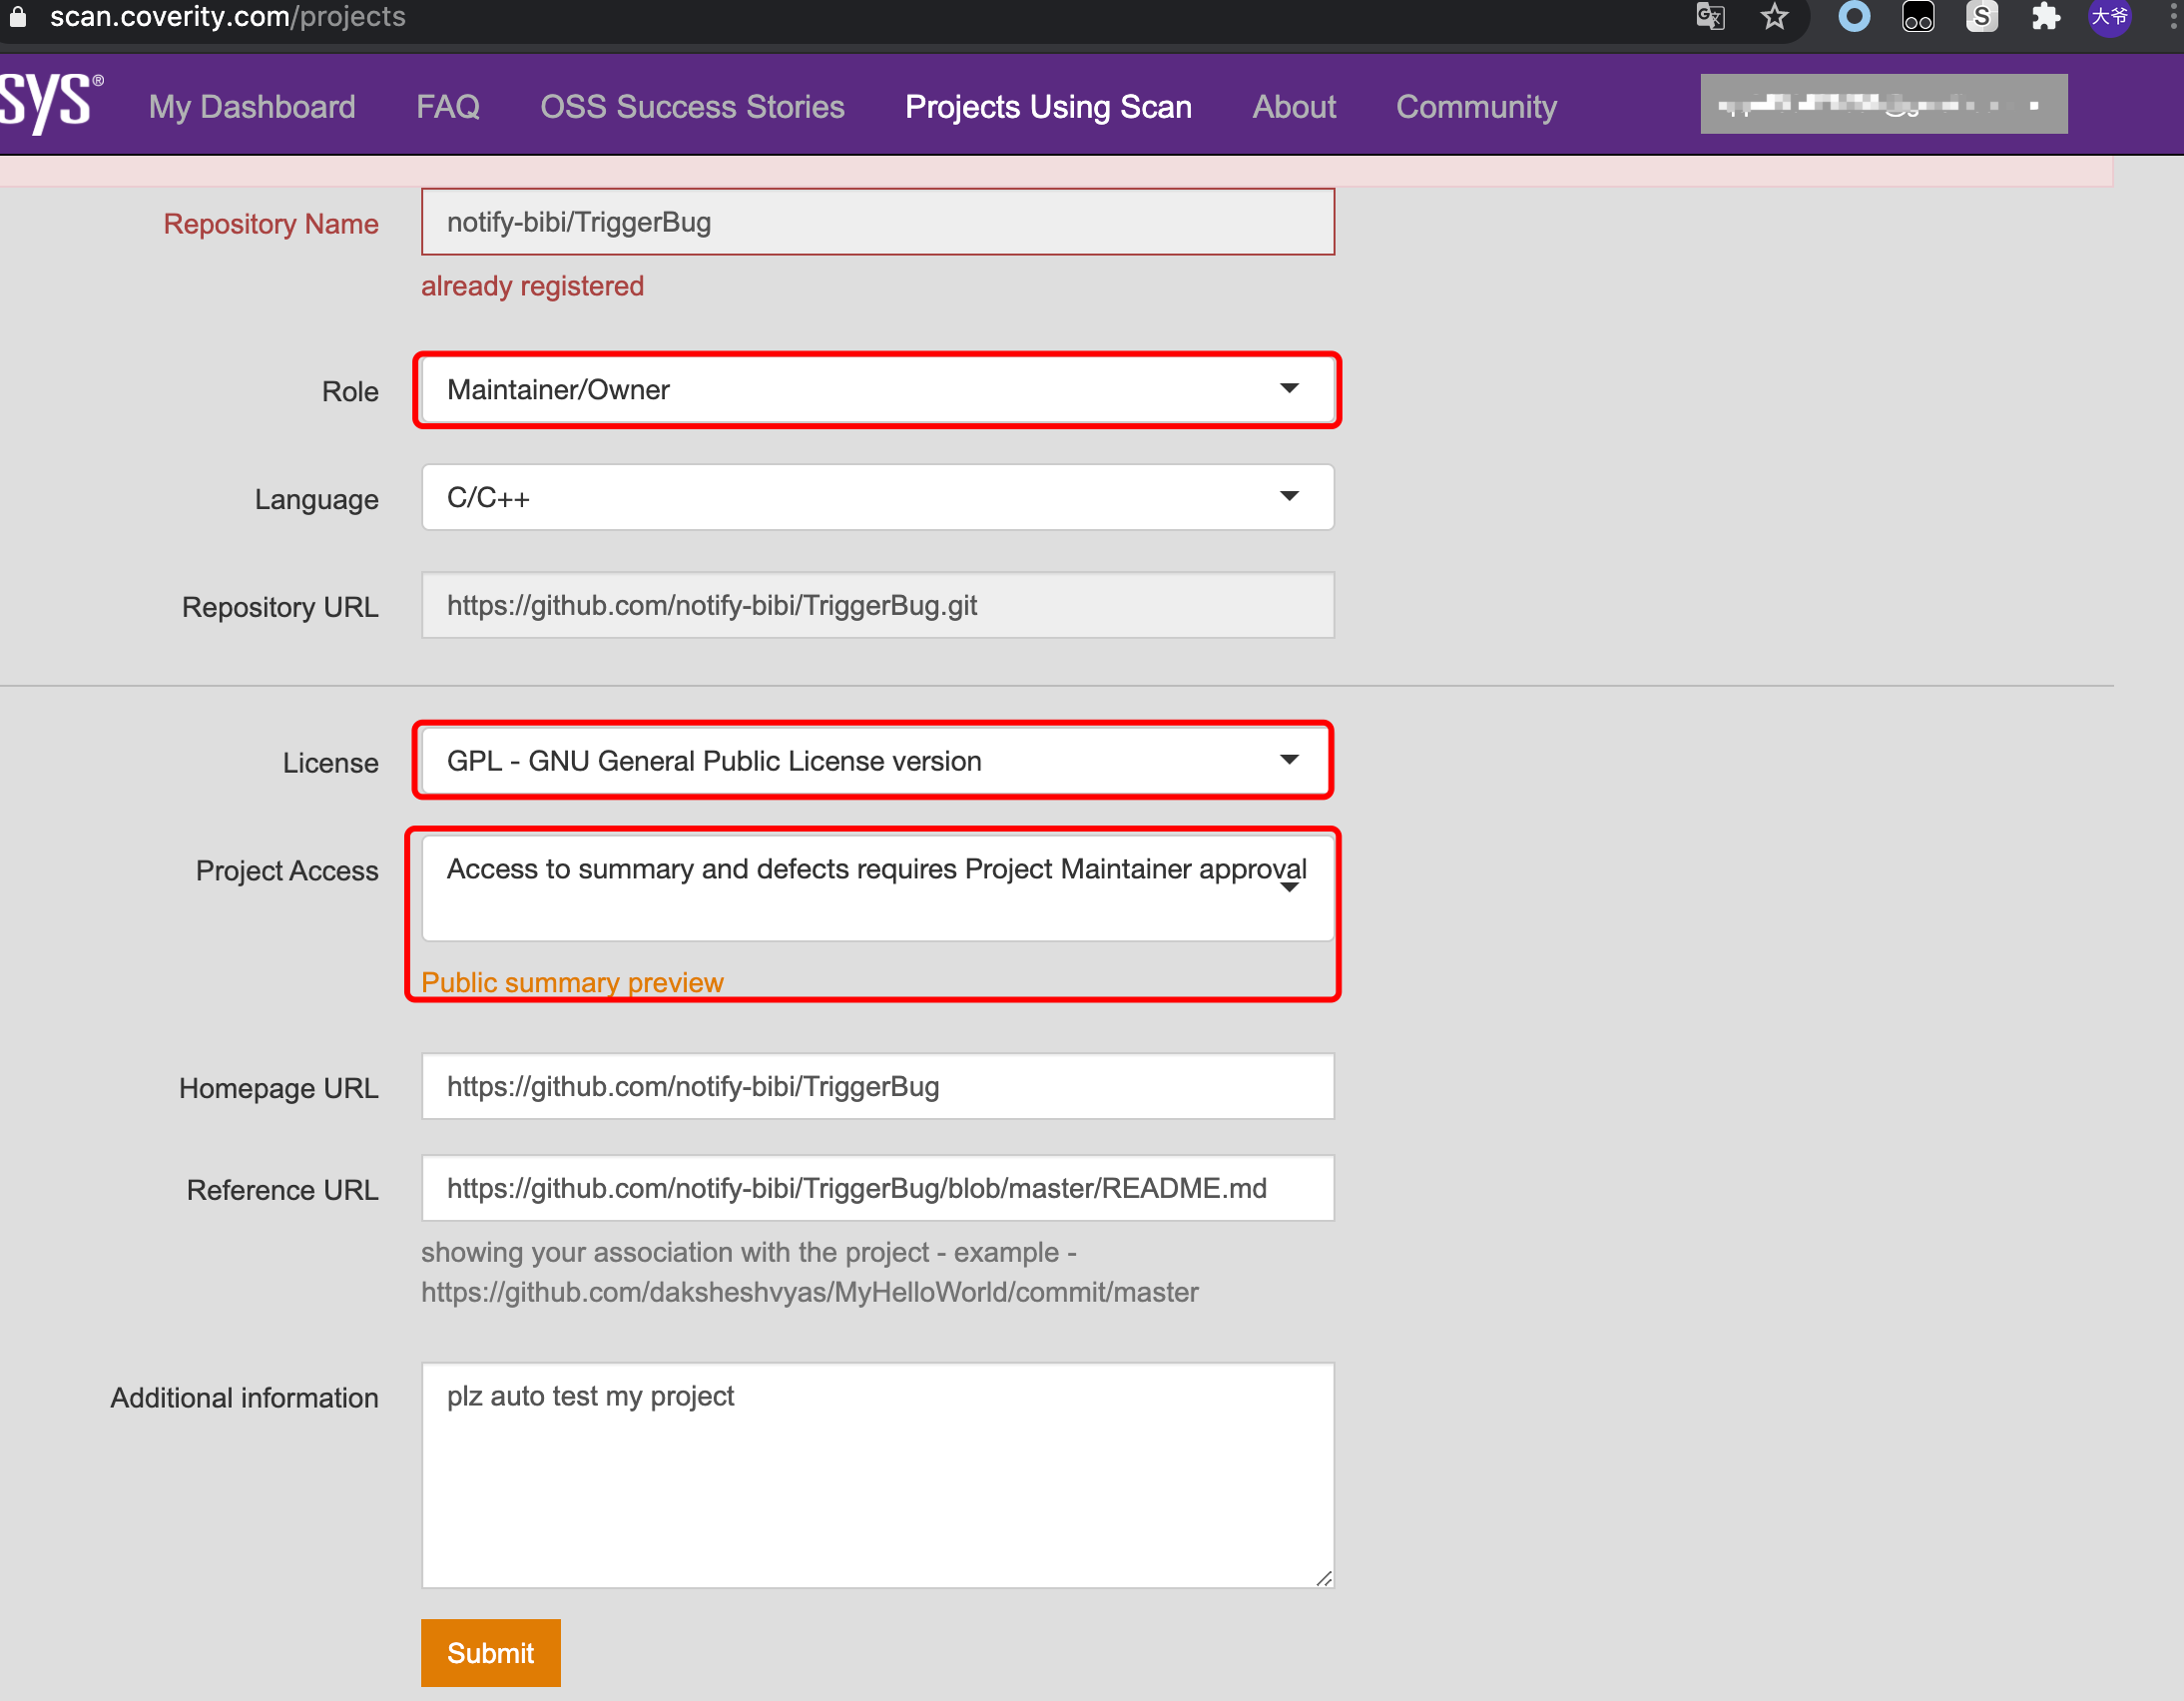 scan.coverity.com/projects
大爷
sys®
My Dashboard
FAQ
OSS Success Stories
Projects Using Scan
About
Community
Repository Name
notify-bibi/TriggerBug
already registered
Role
Maintainer/Owner
Language
C/C++
Repository URL
https://github.com/notify-bibi/TriggerBug.git
License
GPL - GNU General Public License version
Project Access
Access to summary and defects requires Project Maintainer approval
Public summary preview
Homepage URL
https://github.com/notify-bibi/TriggerBug
Reference URL
https://github.com/notify-bibi/TriggerBug/blob/master/README.md
showing your association with the project - example -
https://github.com/daksheshvyas/MyHelloWorld/commit/master
Additional information
plz auto test my project
Submit